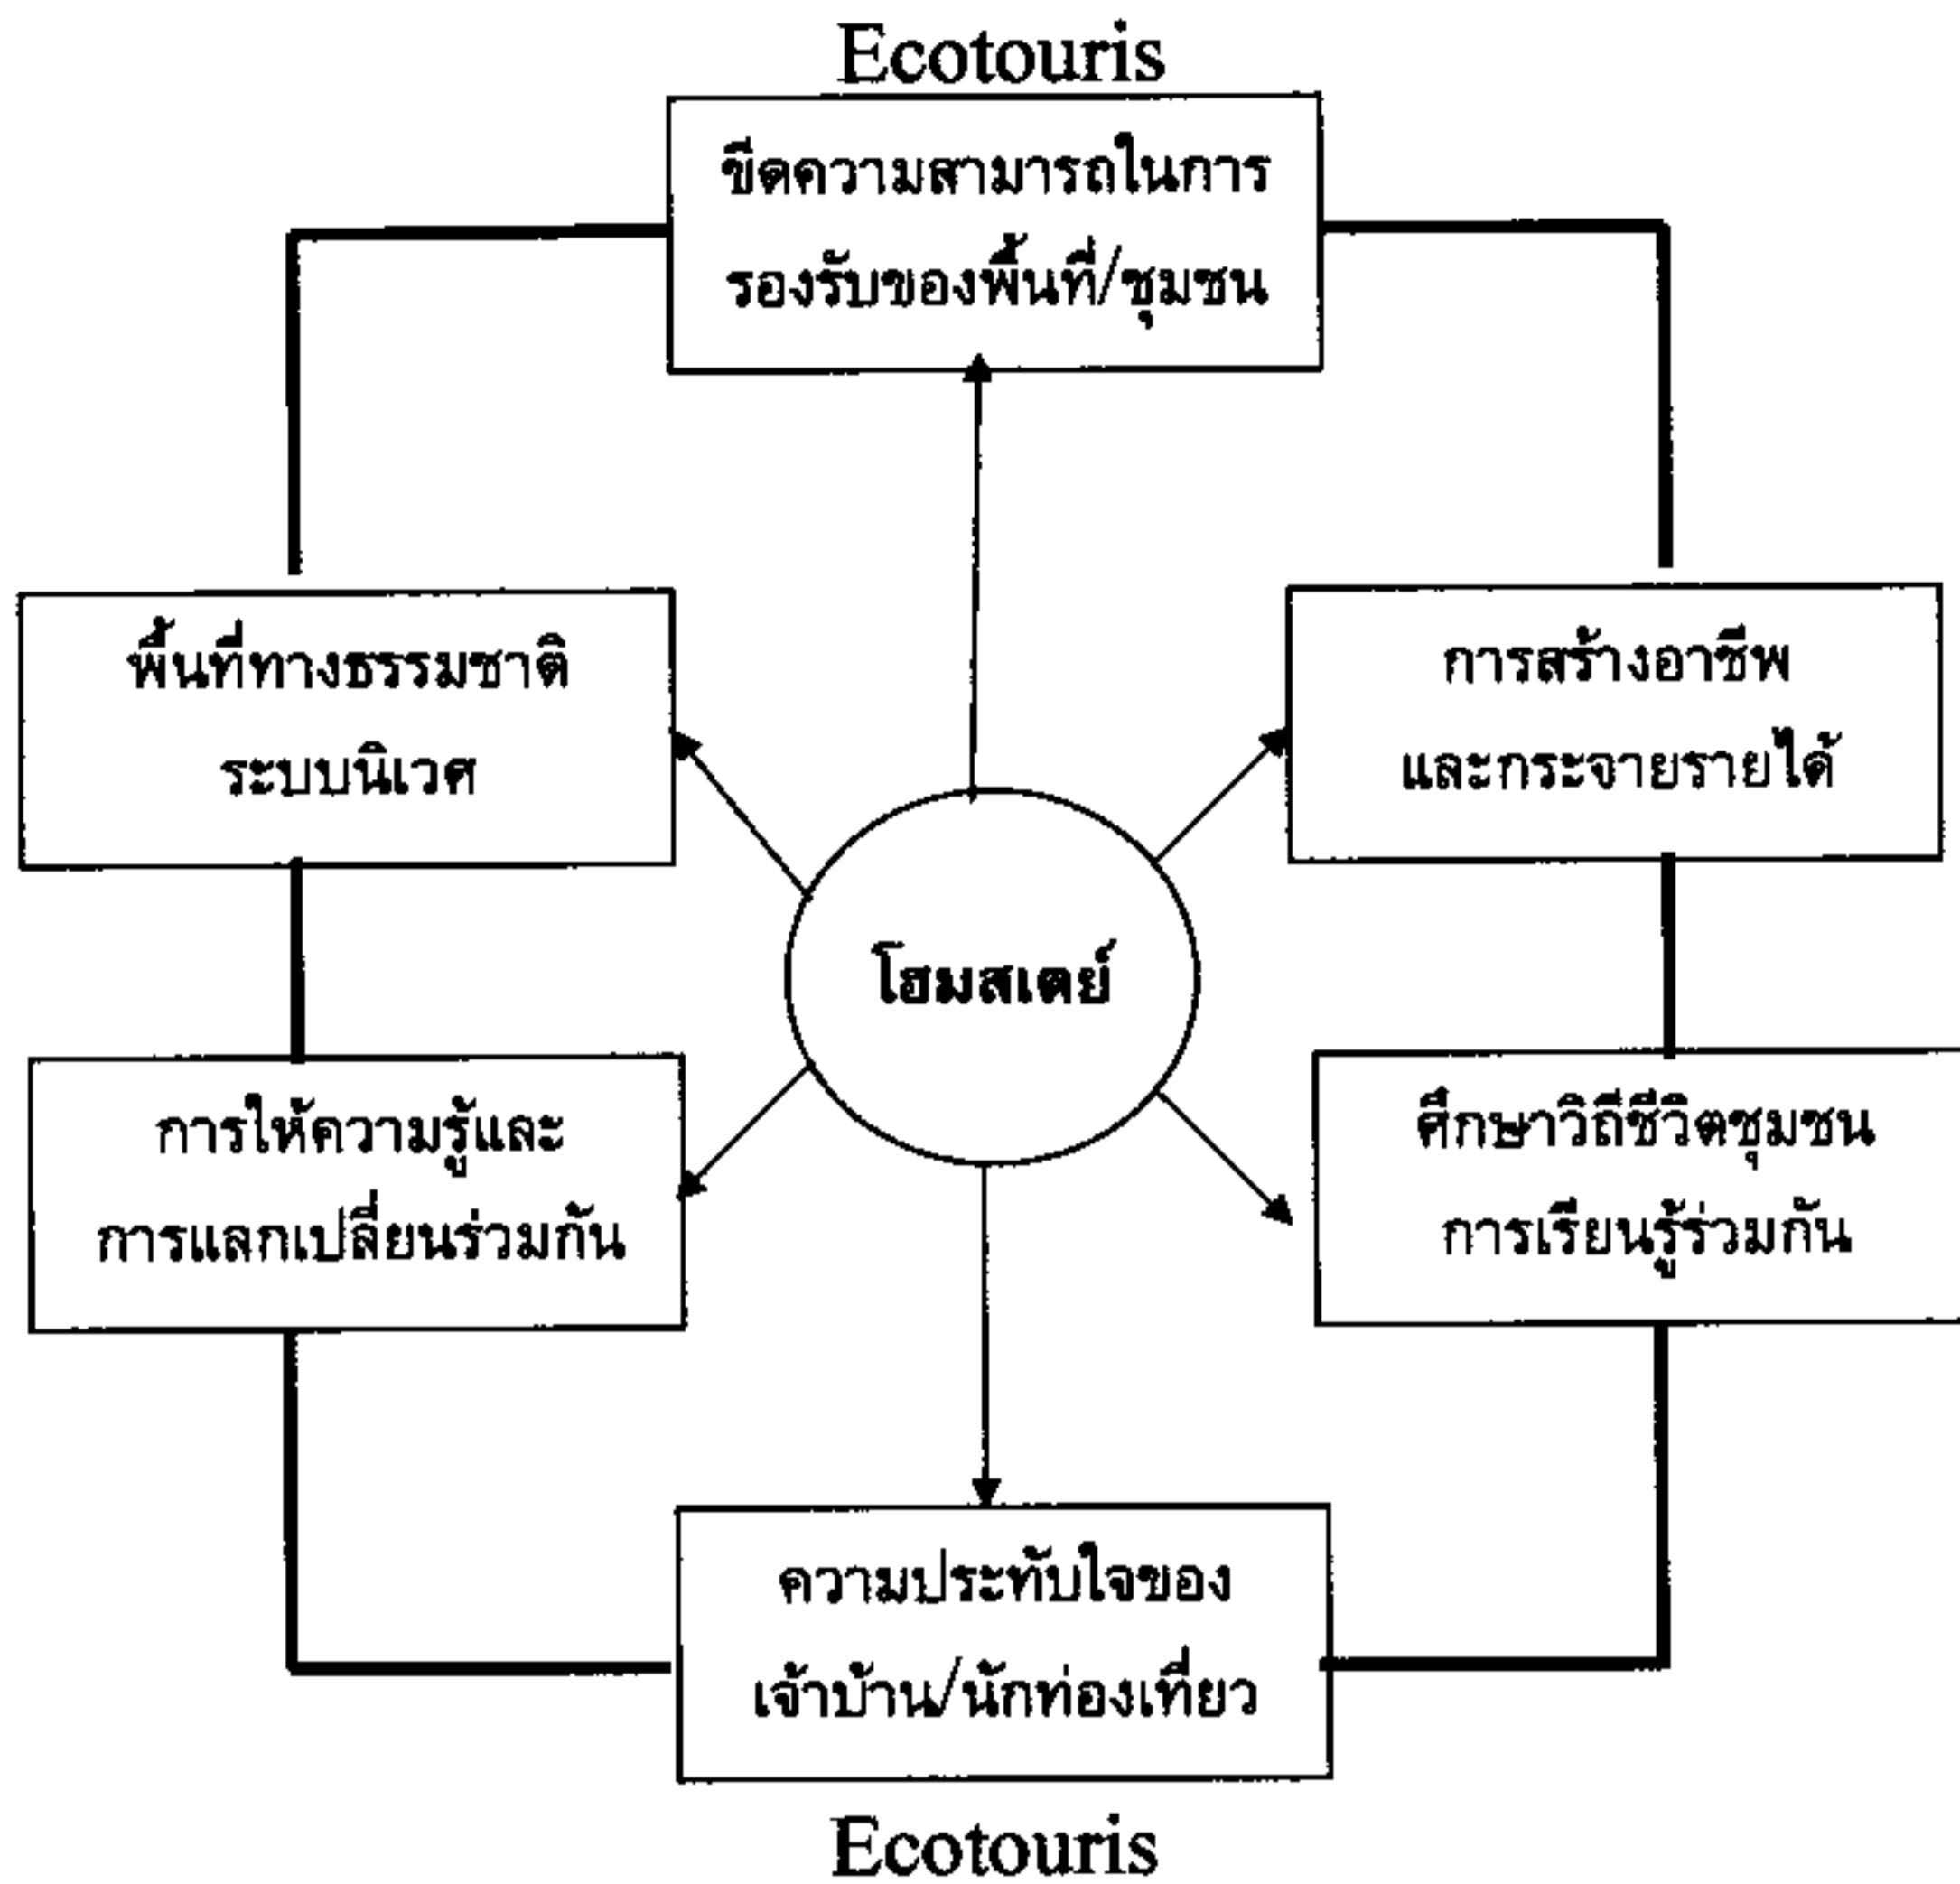 Ecotouris
ขีดความสามารถในการ
รองรับของพื้นที่/ชุมชน
พื้นที่ทางธรรมชาติ
ระบบนิเวศ
การสร้างอาชีพ
และกระจายรายได้
โฮมสเตย์
การให้ความรู้และ
การแลกเปลี่ยนร่วมกัน
ศึกษาวิถีชีวิตชุมชน
การเรียนรู้ร่วมกัน
ความประทับใจของ
เจ้าบ้าน/นักท่องเที่ยว
Ecotouris